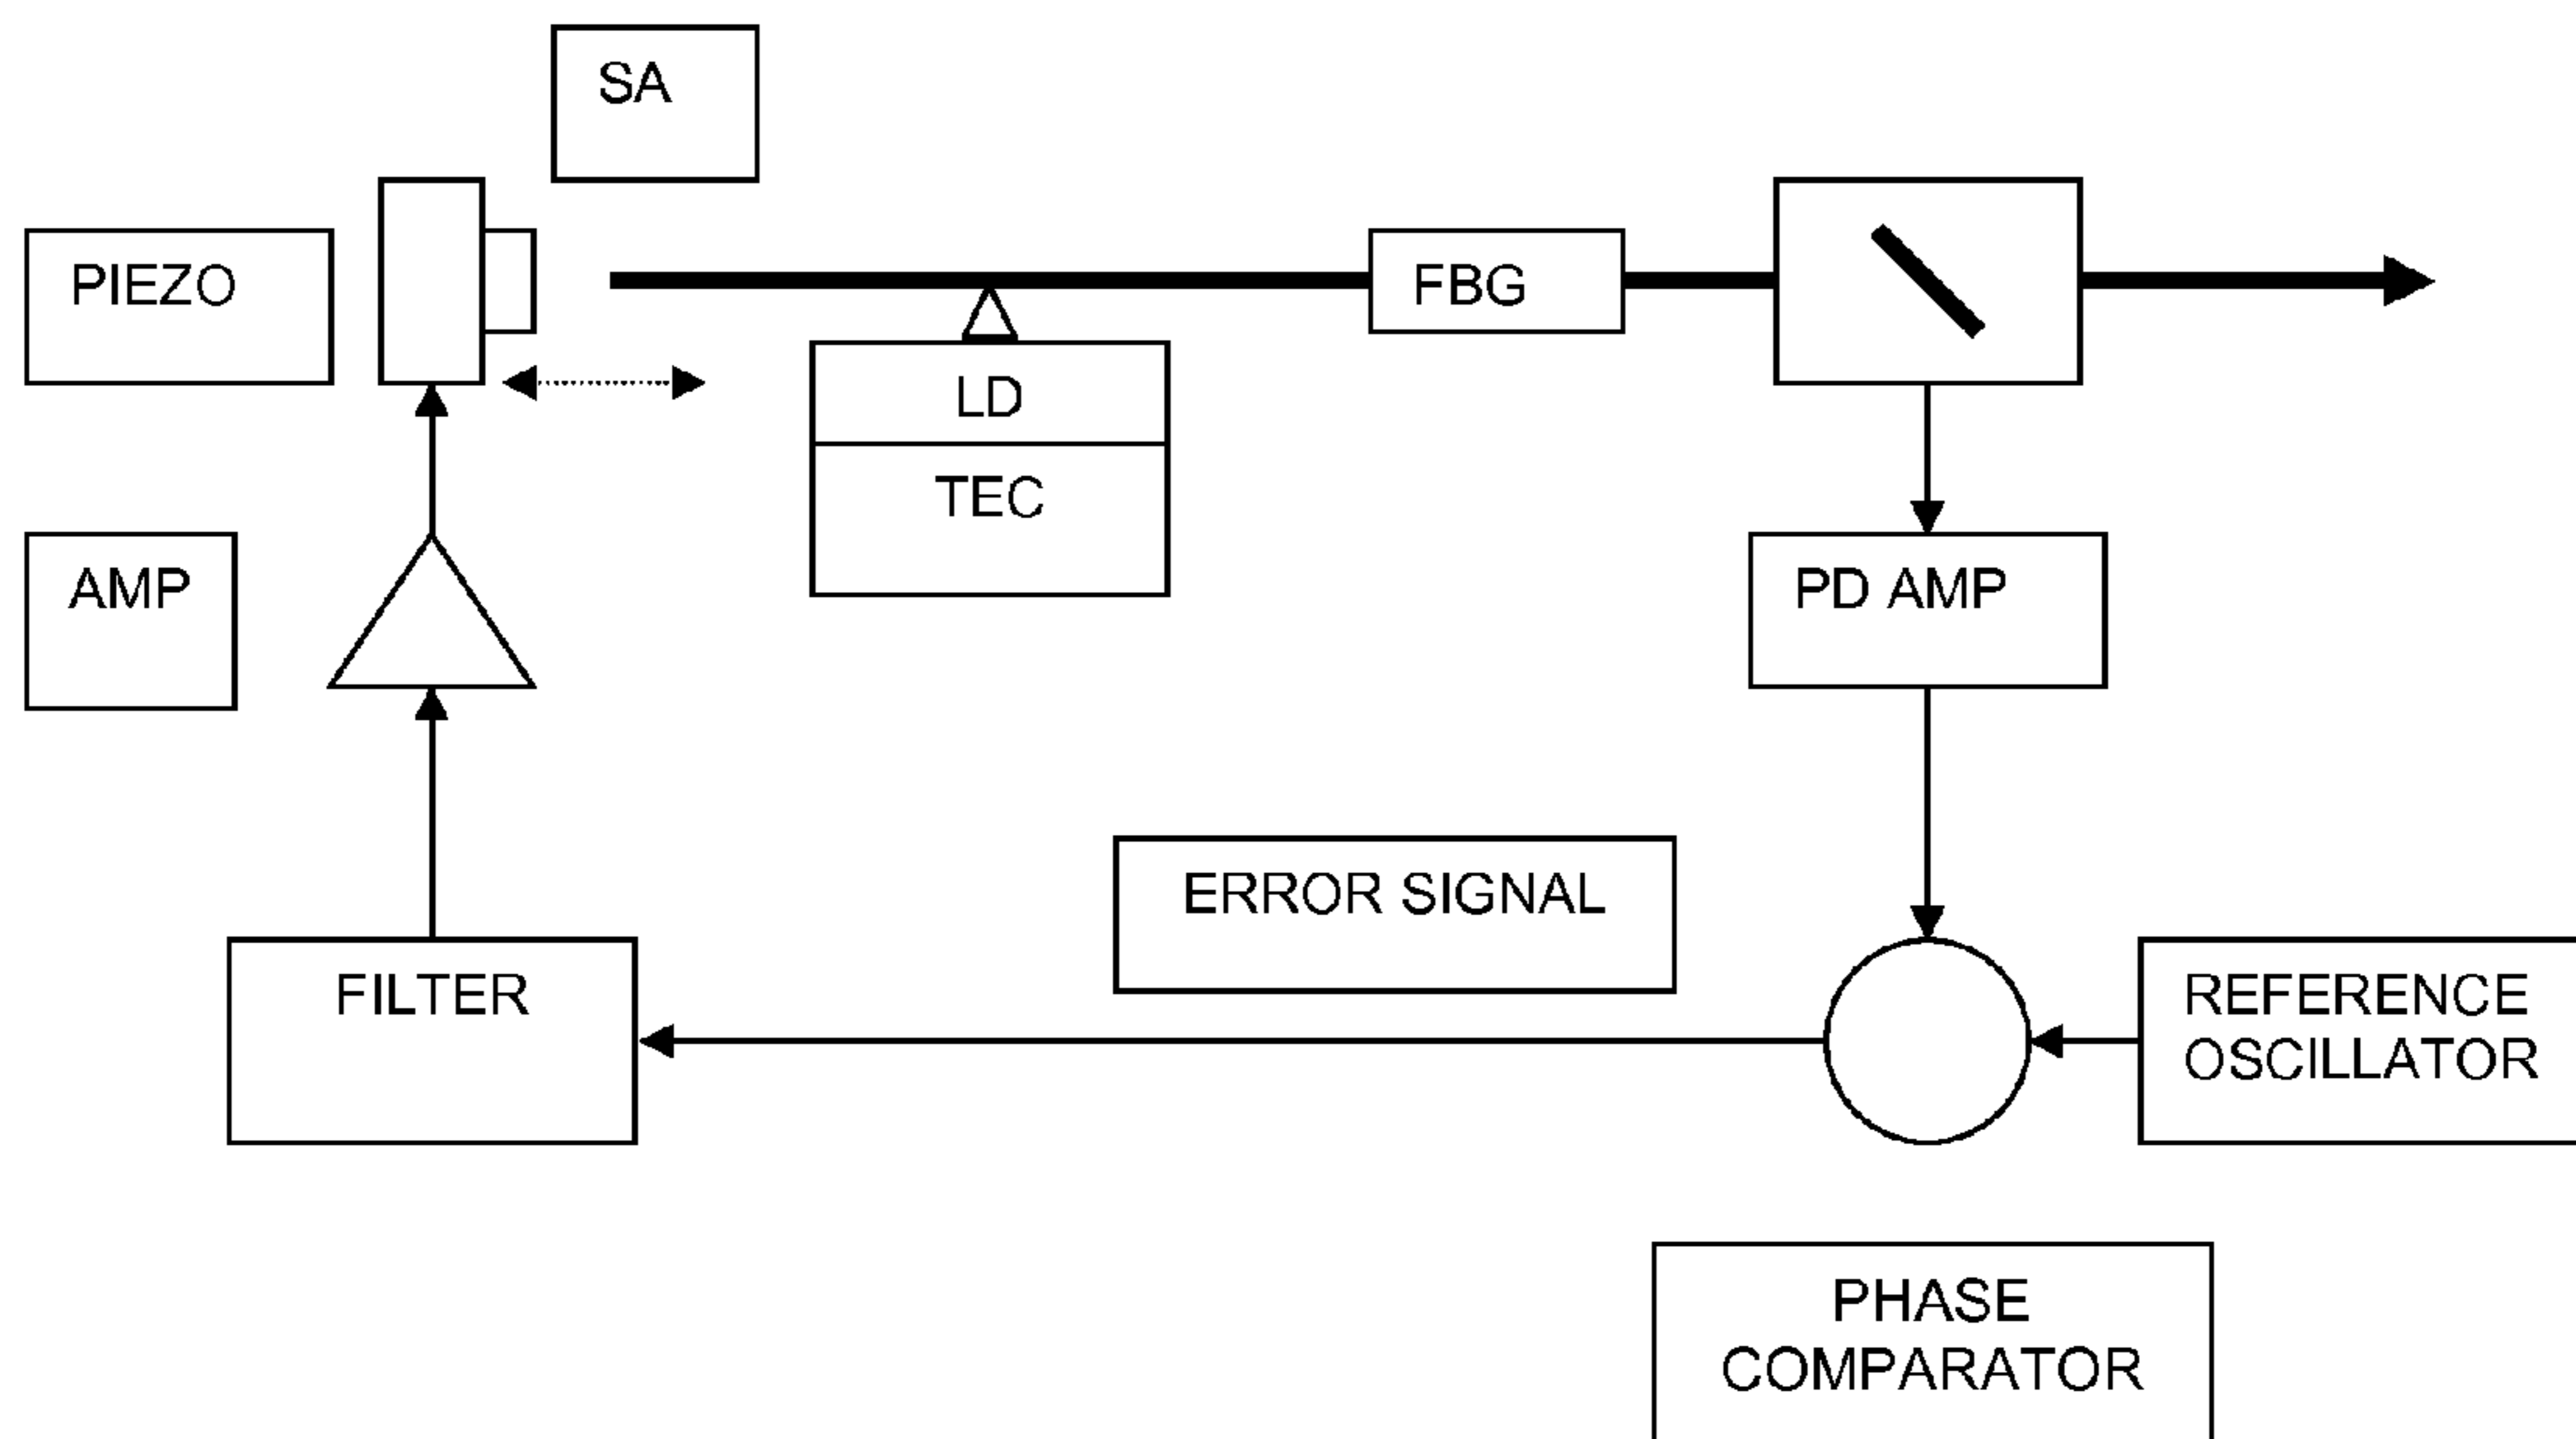 SA
PIEZO
FBG
LD
TEC
AMP
PD AMP
ERROR SIGNAL
FILTER
REFERENCE
OSCILLATOR
PHASE
COMPARATOR